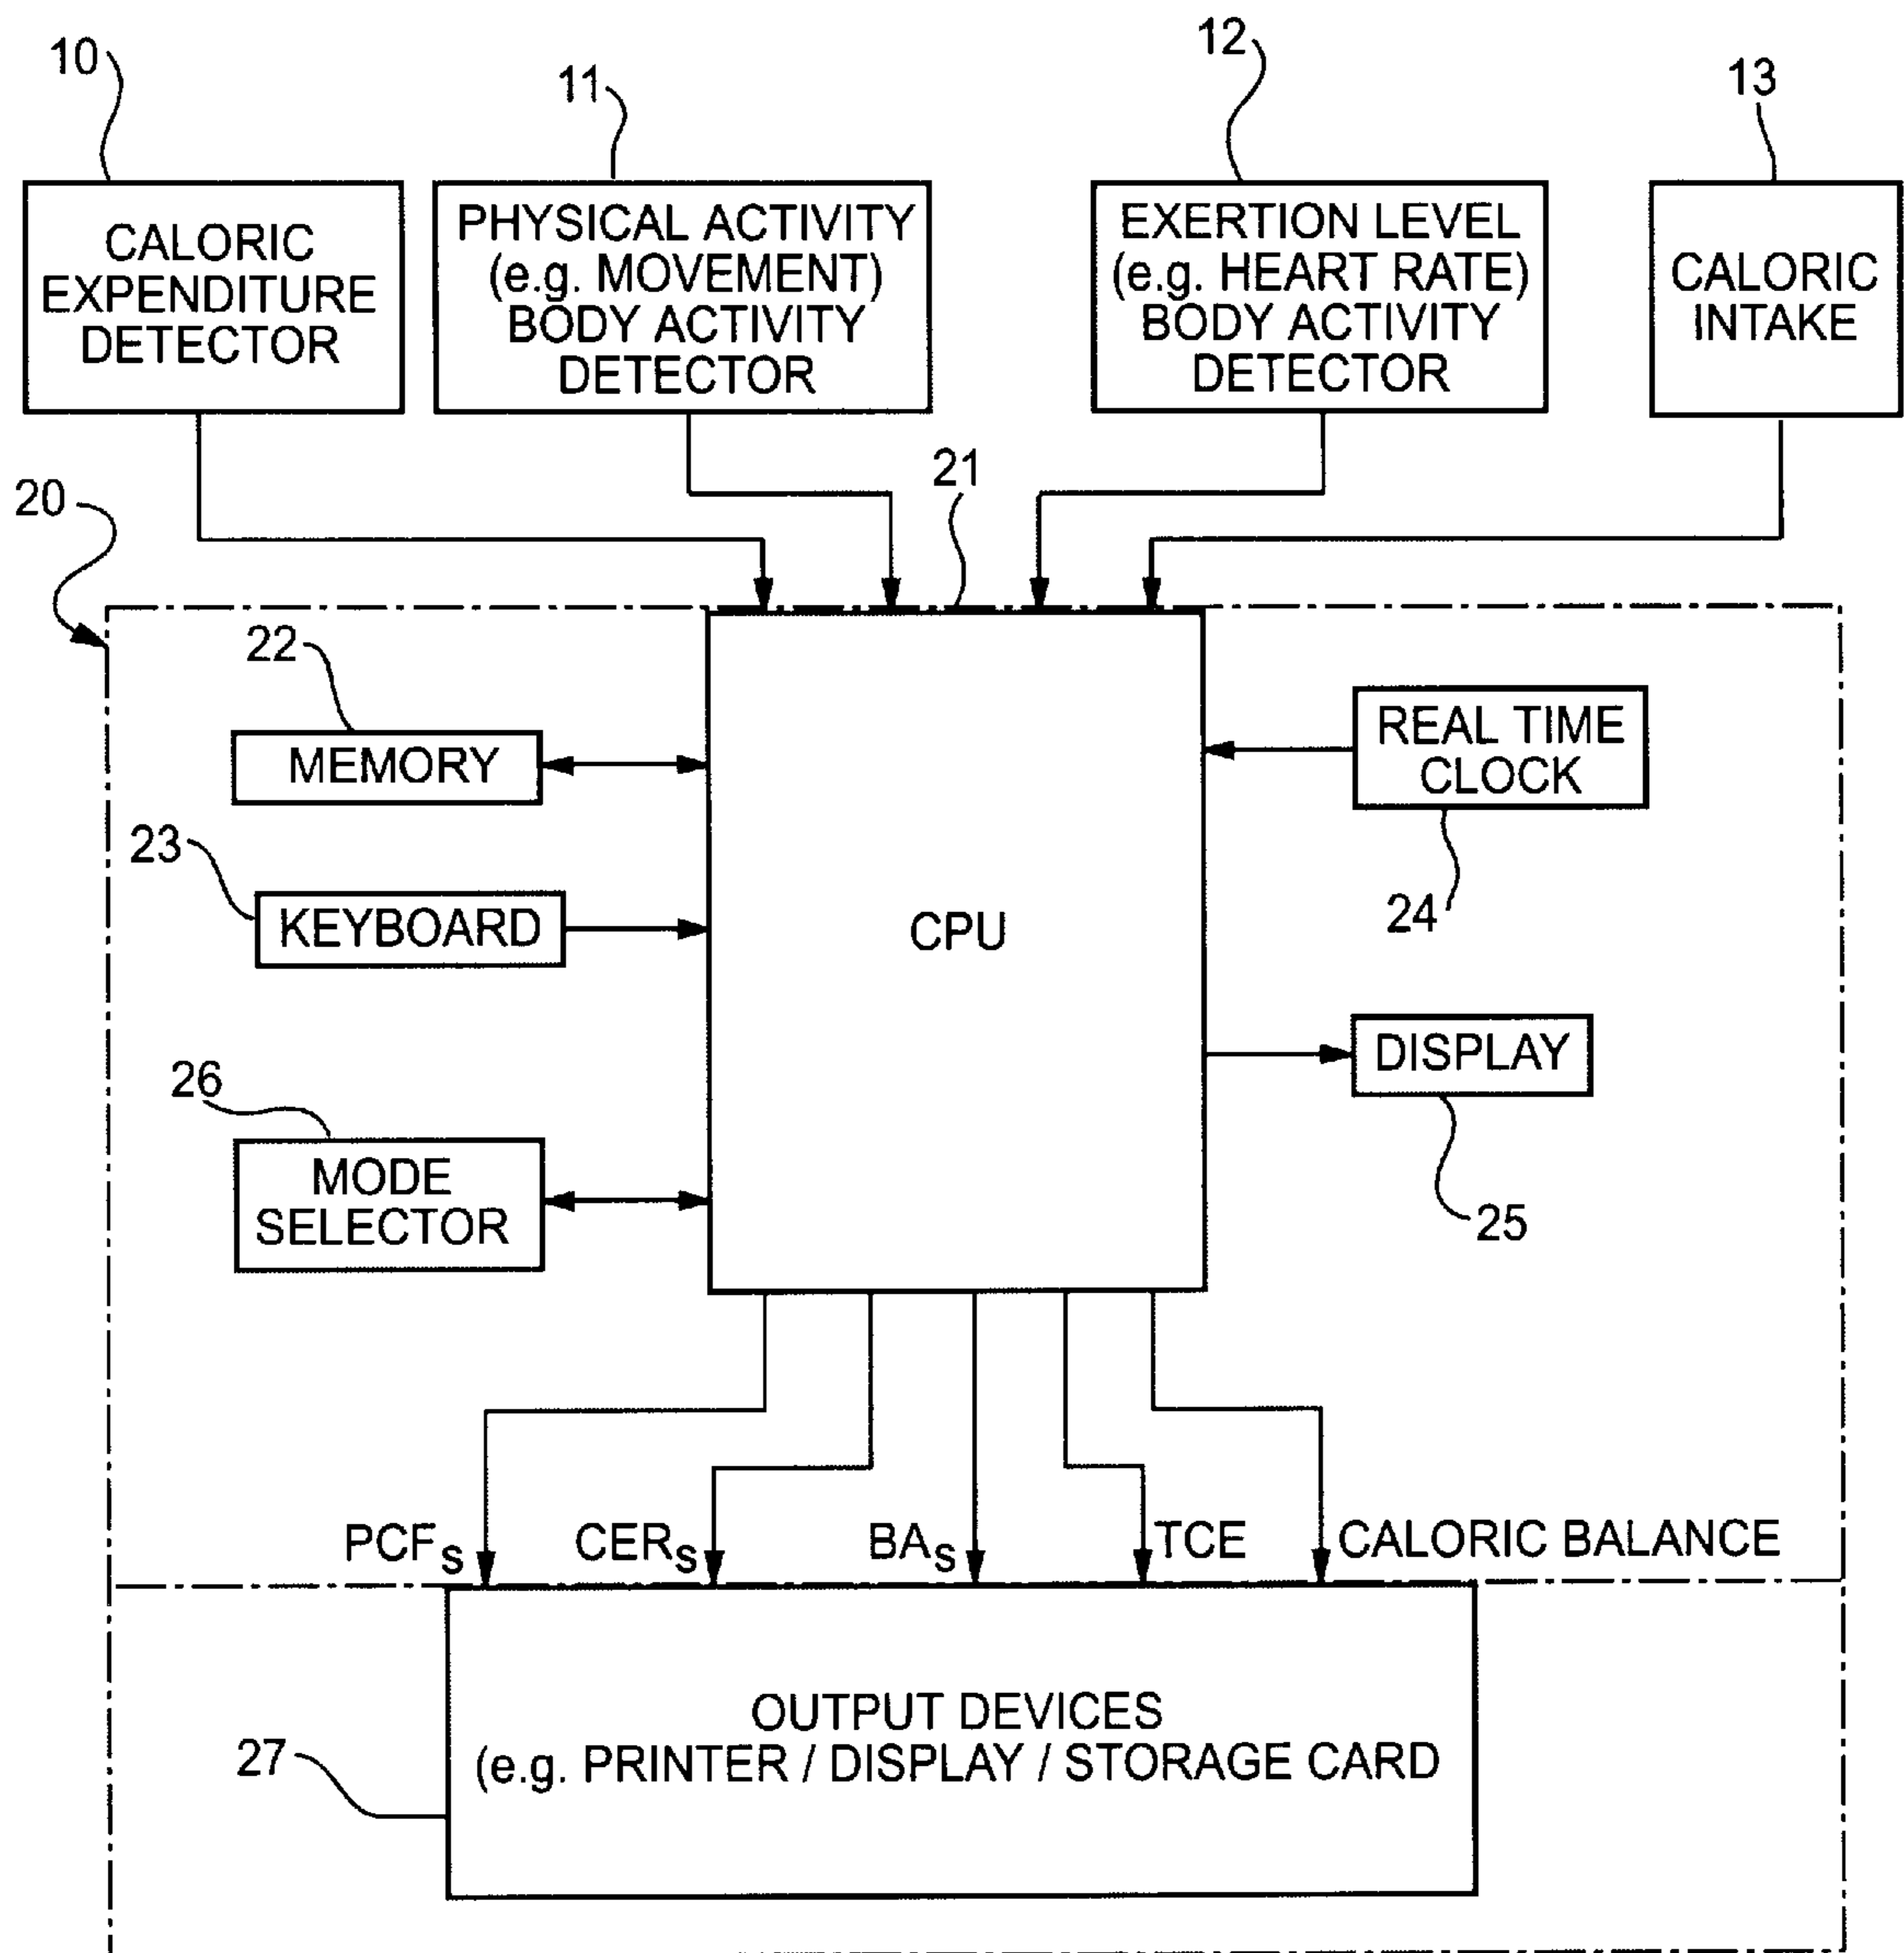 10
11
12
13
CALORIC
EXPENDITURE
DETECTOR
PHYSICAL ACTIVITY
(e.g. MOVEMENT)
BODY ACTIVITY
DETECTOR
EXERTION LEVEL
(e.g. HEART RATE)
BODY ACTIVITY
DETECTOR
CALORIC
INTAKE
20
21
22
MEMORY
REAL TIME
CLOCK
23
24
KEYBOARD
CPU
DISPLAY
25
26
MODE
SELECTOR
PCFs
CERs
BAs
TCE
CALORIC BALANCE
OUTPUT DEVICES
(e.g. PRINTER / DISPLAY / STORAGE CARD
27